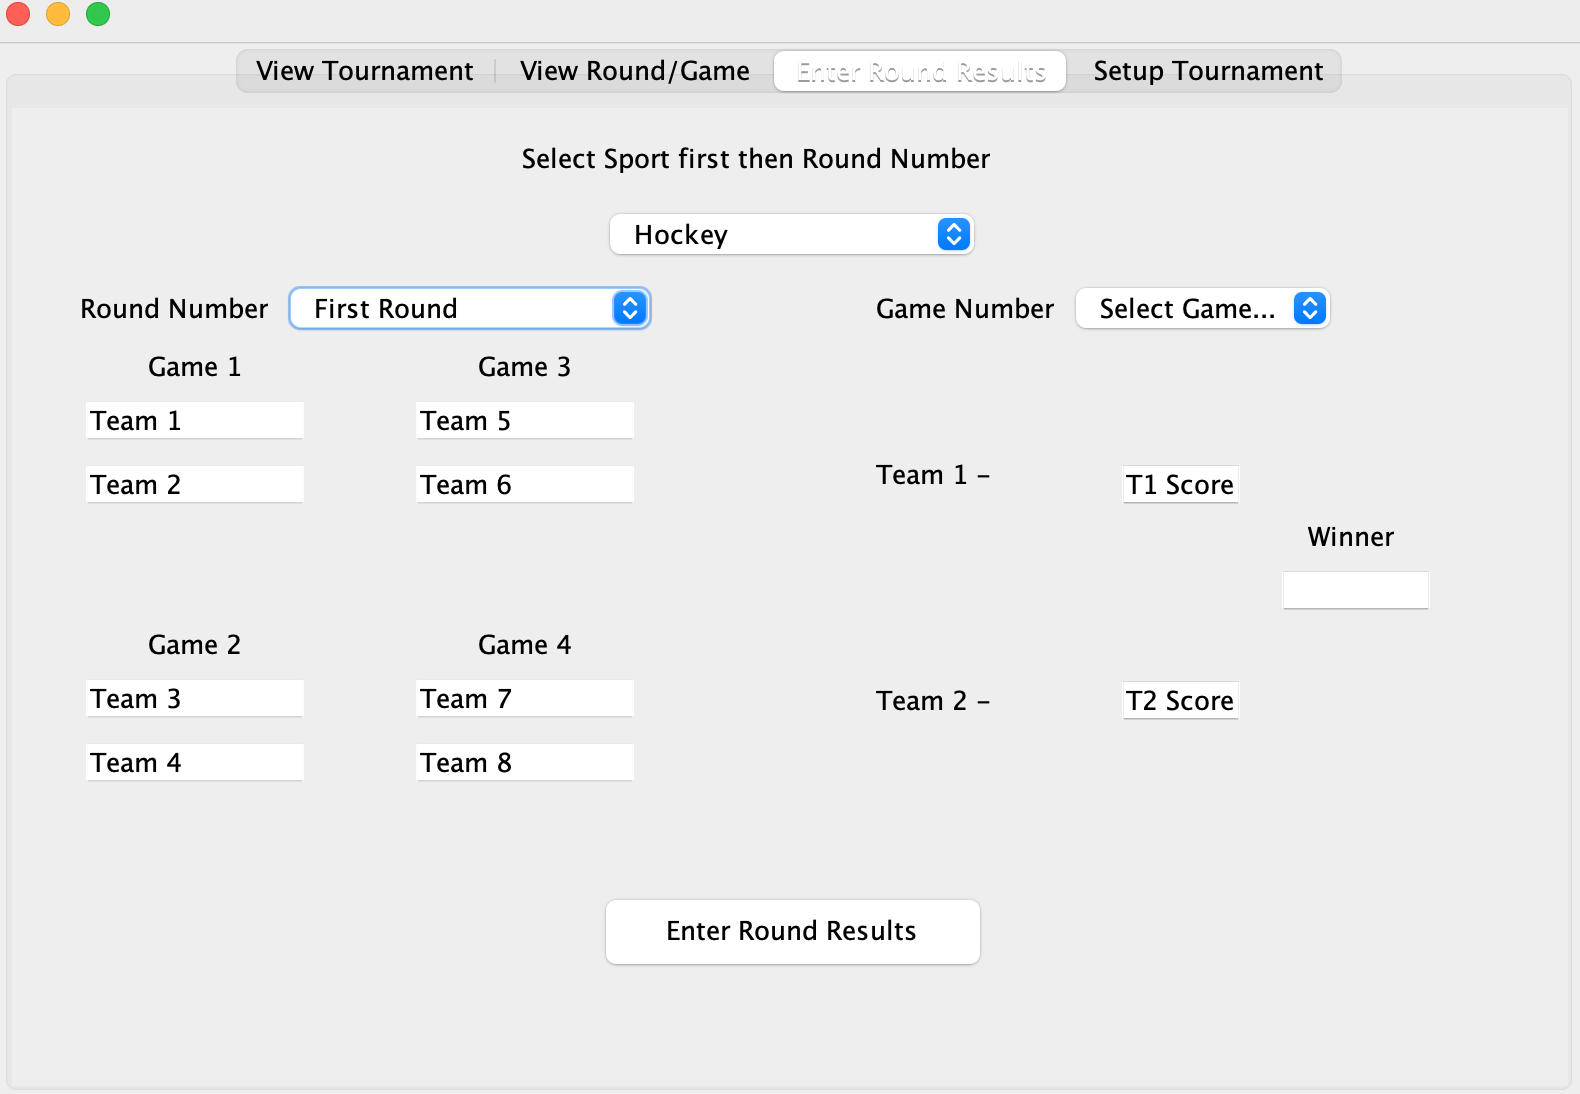 View Tournament
View Round/Game
Enter Round Results
Setup Tournament
Select Sport first then Round Number
Hockey
Round Number
First Round
Game Number
Select Game...
Game 1
Game 3
Team 1
Team 5
Team 2
Team 6
Team 1 -
T1 Score
Winner
Game 2
Game 4
Team 3
Team 7
Team 2 -
T2 Score
Team 4
Team 8
Enter Round Results